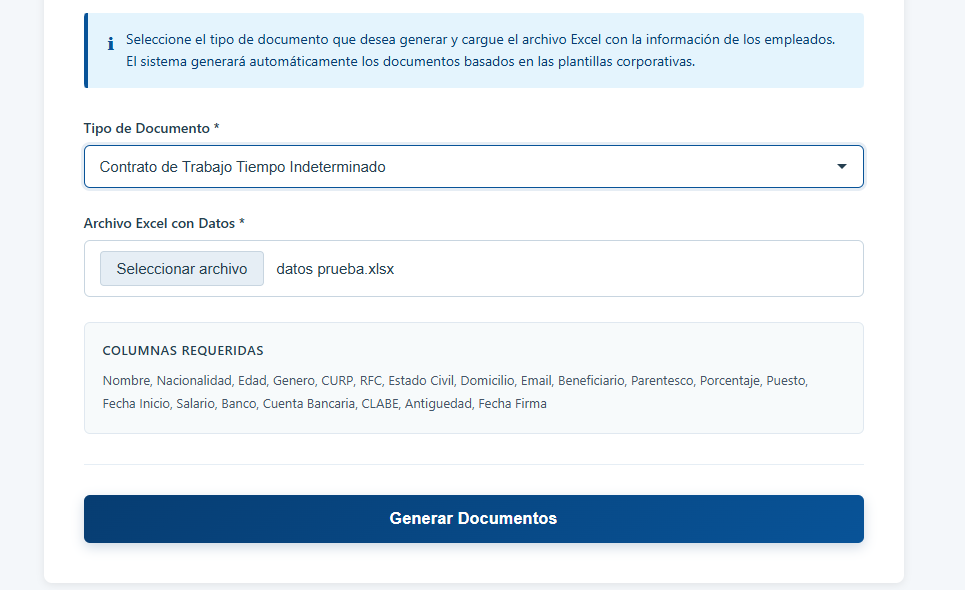 Seleccione el tipo de documento que desea generar y cargue el archivo Excel con la información de los empleados.
El sistema generará automáticamente los documentos basados en las plantillas corporativas.
Tipo de Documento *
Contrato de Trabajo Tiempo Indeterminado
Archivo Excel con Datos *
Seleccionar archivo datos prueba.xlsx
COLUMNAS REQUERIDAS
Nombre, Nacionalidad, Edad, Genero, CURP, RFC, Estado Civil, Domicilio, Email, Beneficiario, Parentesco, Porcentaje, Puesto,
Fecha Inicio, Salario, Banco, Cuenta Bancaria, CLABE, Antiguedad, Fecha Firma
Generar Documentos